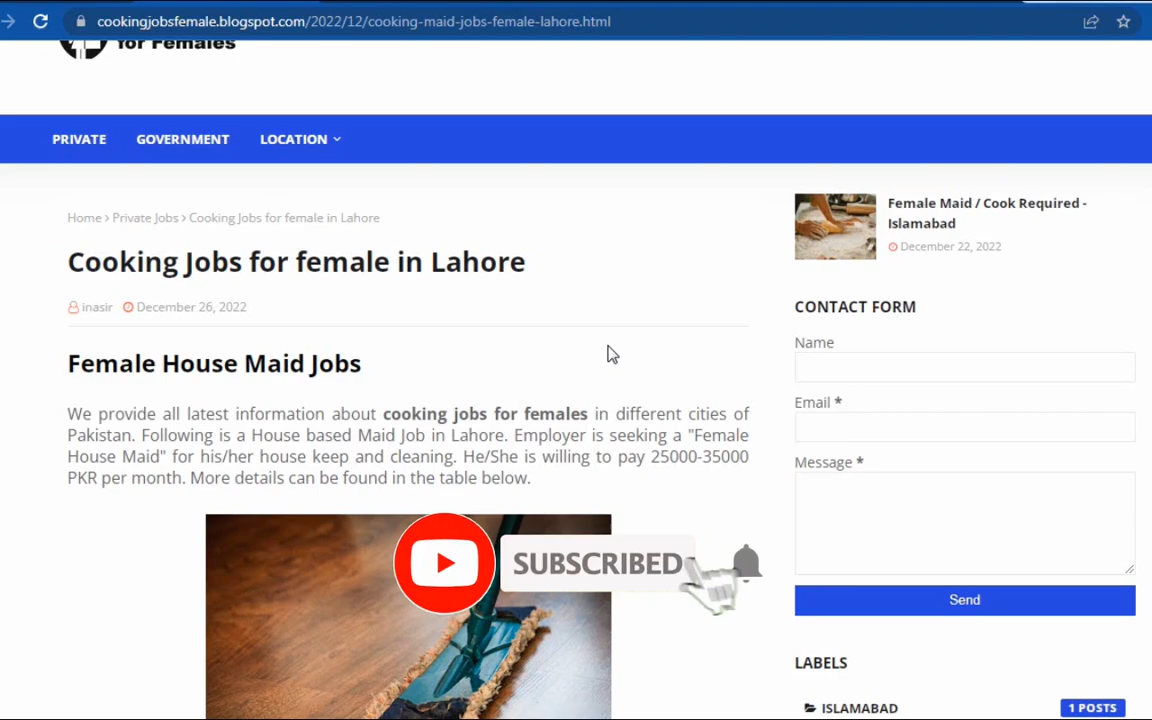 cookingjobsfemale.blogspot.com/2022/12/cooking-maid-jobs-female-lahore.html
for Females
PRIVATE GOVERNMENT LOCATION
Home > Private Jobs > Cooking Jobs for female in Lahore
Cooking Jobs for female in Lahore
inasir December 26, 2022
Female House Maid Jobs
We provide all latest information about cooking jobs for females in different cities of
Pakistan. Following is a House based Maid Job in Lahore. Employer is seeking a "Female
House Maid" for his/her house keep and cleaning. He/She is willing to pay 25000-35000
PKR per month. More details can be found in the table below.
SUBSCRIBED
Female Maid / Cook Required -
Islamabad
December 22, 2022
CONTACT FORM
Name
Email *
Message *
Send
LABELS
ISLAMABAD 1 POSTS